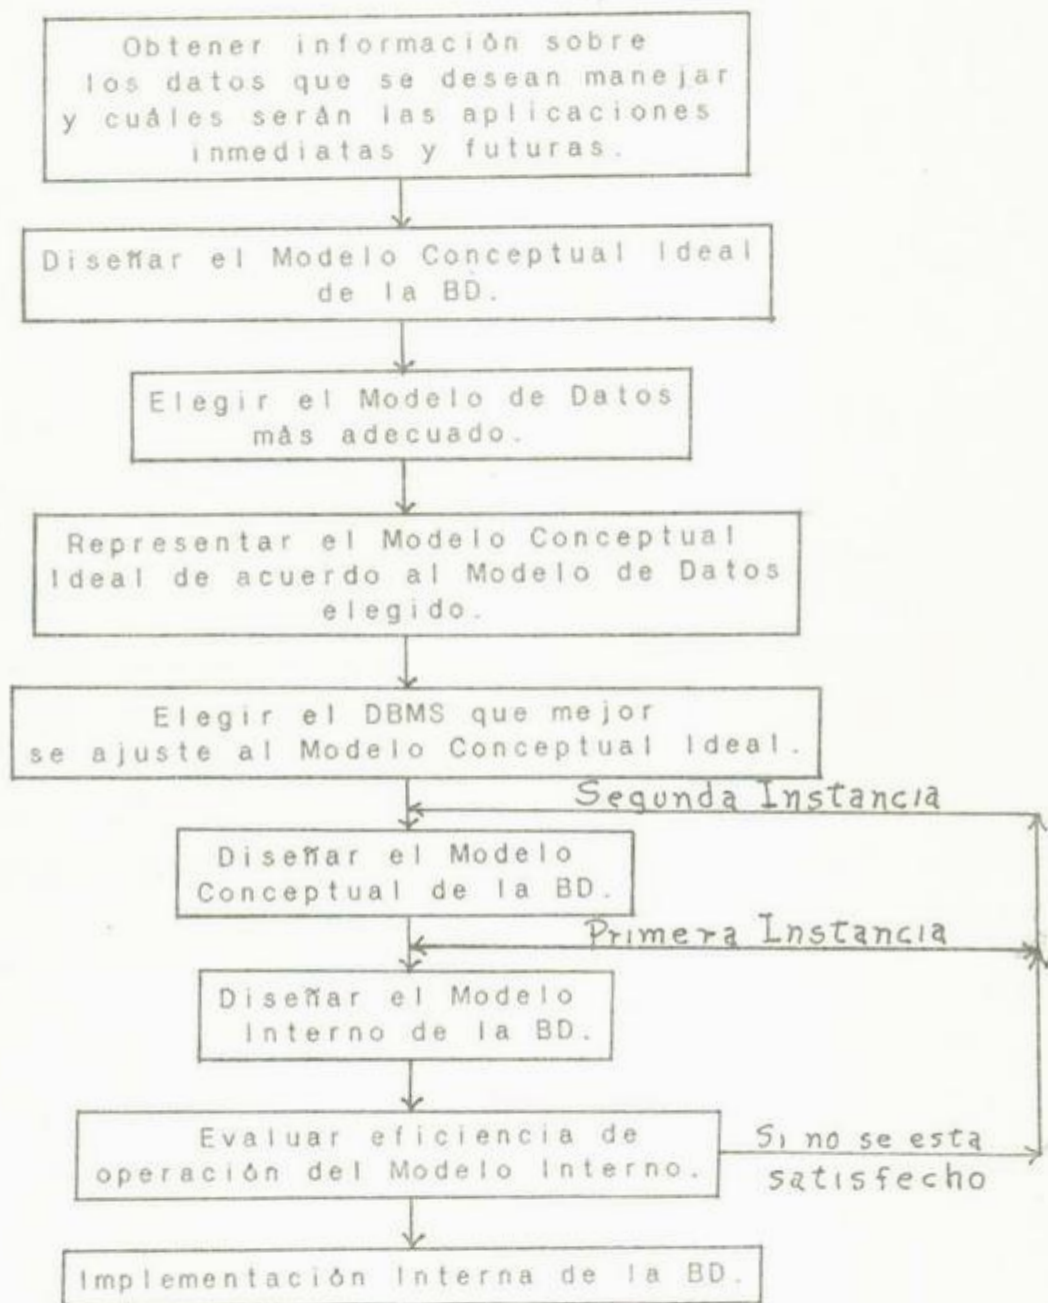 Obtener información sobre
los datos que se desean manejar
y cuáles serán las aplicaciones
inmediatas y futuras.
Diseñar el Modelo Conceptual Ideal
de la BD.
Elegir el Modelo de Datos
más adecuado.
Representar el Modelo Conceptual
Ideal de acuerdo al Modelo de Datos
elegido.
Elegir el DBMS que mejor
se ajuste al Modelo Conceptual Ideal.
Segunda Instancia
Diseñar el Modelo
Conceptual de la BD.
Primera Instancia
Diseñar el Modelo
Interno de la BD.
Evaluar eficiencia de
operación del Modelo Interno.
Si no se esta
satisfecho
Implementación Interna de la BD.